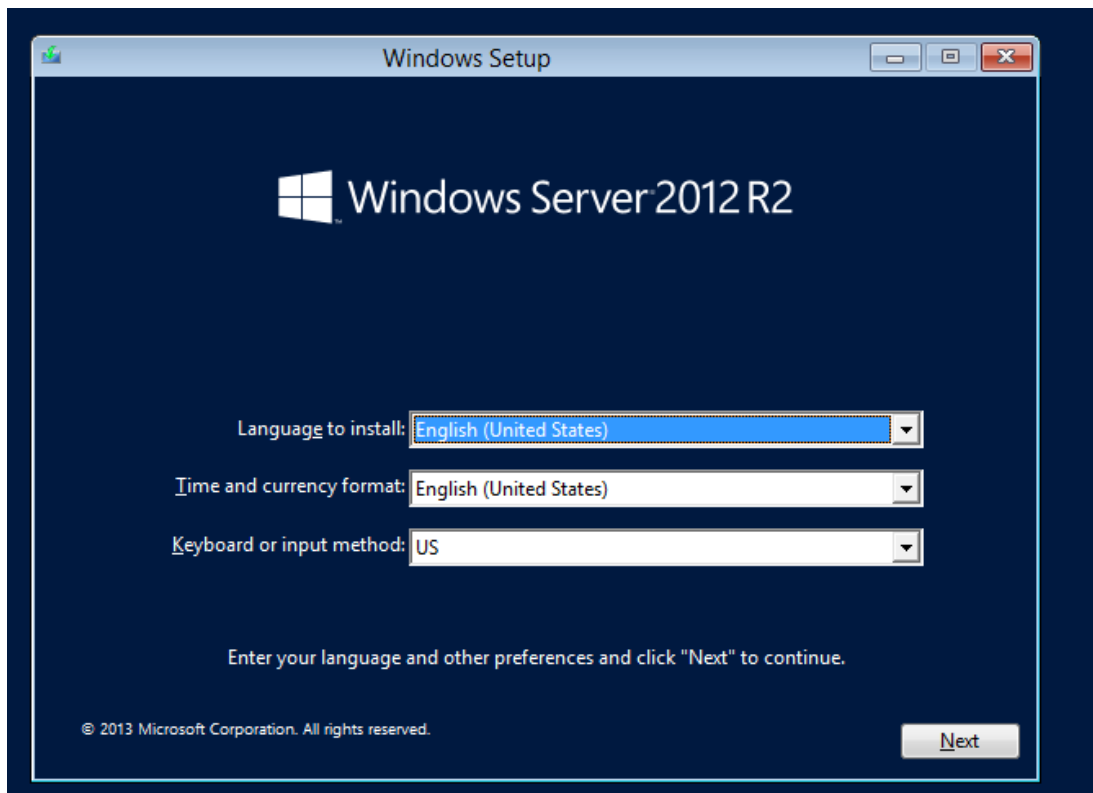 Windows Setup
Windows Server 2012 R2
Language to install: English (United States)
Time and currency format: English (United States)
Keyboard or input method: US
Enter your language and other preferences and click "Next" to continue.
© 2013 Microsoft Corporation. All rights reserved.
Next